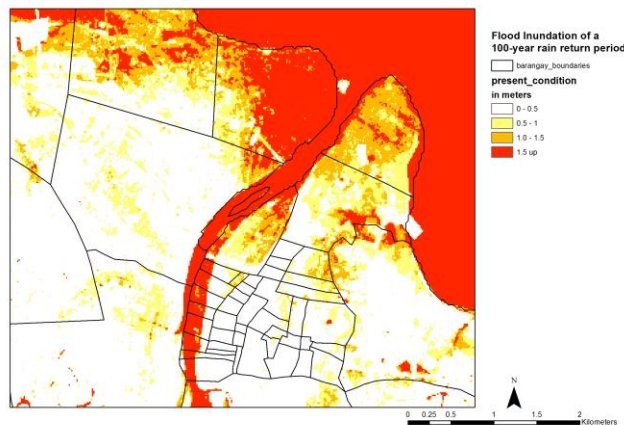 Flood Inundation of a
100-year rain return period
barangay_boundaries
present_condition
in meters
0 - 0.5
0.5 - 1
1.0 - 1.5
1.5 up
N
0 0.25 0.5 1 1.5 2
Kilometers